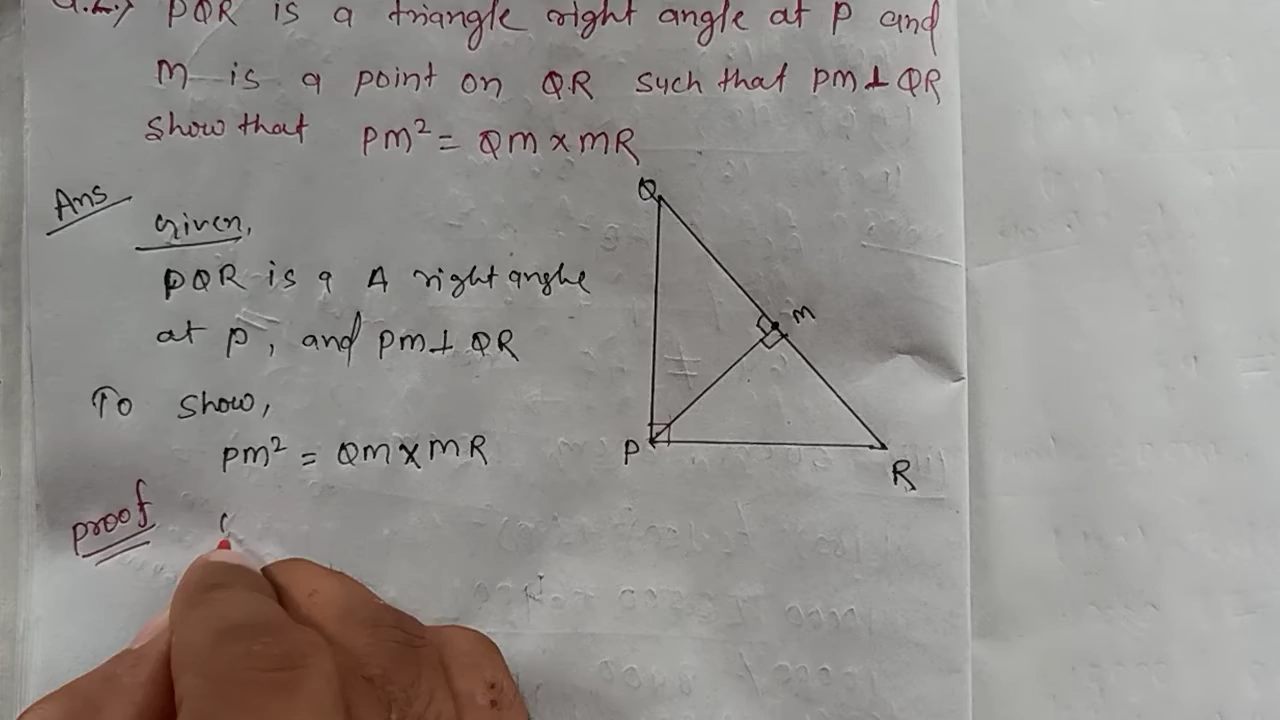 Q.2.) PQR is a triangle right angle at P and
M is a point on QR such that PM ⊥ QR
Show that PM² = QM × MR
Ans
Given,
PQR is a Δ right angle
at P, and PM ⊥ QR
To show,
PM² = QM × MR
Proof
Q
M
P
R